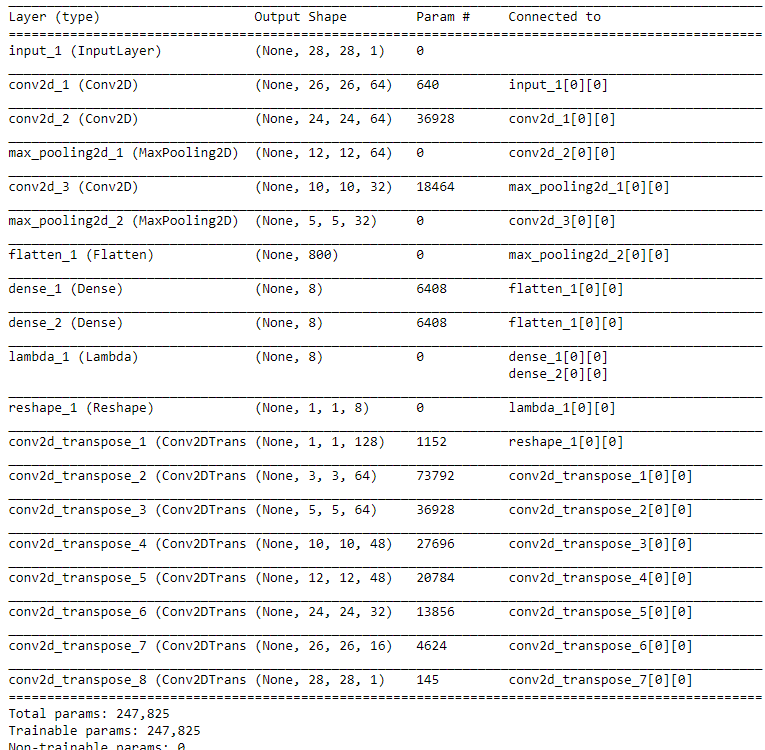 Layer (type) Output Shape Param # Connected to
input_1 (InputLayer) (None, 28, 28, 1) 0
conv2d_1 (Conv2D) (None, 26, 26, 64) 640 input_1[0][0]
conv2d_2 (Conv2D) (None, 24, 24, 64) 36928 conv2d_1[0][0]
max_pooling2d_1 (MaxPooling2D) (None, 12, 12, 64) 0 conv2d_2[0][0]
conv2d_3 (Conv2D) (None, 10, 10, 32) 18464 max_pooling2d_1[0][0]
max_pooling2d_2 (MaxPooling2D) (None, 5, 5, 32) 0 conv2d_3[0][0]
flatten_1 (Flatten) (None, 800) 0 max_pooling2d_2[0][0]
dense_1 (Dense) (None, 8) 6408 flatten_1[0][0]
dense_2 (Dense) (None, 8) 6408 flatten_1[0][0]
lambda_1 (Lambda) (None, 8) 0 dense_1[0][0]
dense_2[0][0]
reshape_1 (Reshape) (None, 1, 1, 8) 0 lambda_1[0][0]
conv2d_transpose_1 (Conv2DTrans (None, 1, 1, 128) 1152 reshape_1[0][0]
conv2d_transpose_2 (Conv2DTrans (None, 3, 3, 64) 73792 conv2d_transpose_1[0][0]
conv2d_transpose_3 (Conv2DTrans (None, 5, 5, 64) 36928 conv2d_transpose_2[0][0]
conv2d_transpose_4 (Conv2DTrans (None, 10, 10, 48) 27696 conv2d_transpose_3[0][0]
conv2d_transpose_5 (Conv2DTrans (None, 12, 12, 48) 20784 conv2d_transpose_4[0][0]
conv2d_transpose_6 (Conv2DTrans (None, 24, 24, 32) 13856 conv2d_transpose_5[0][0]
conv2d_transpose_7 (Conv2DTrans (None, 26, 26, 16) 4624 conv2d_transpose_6[0][0]
conv2d_transpose_8 (Conv2DTrans (None, 28, 28, 1) 145 conv2d_transpose_7[0][0]
Total params: 247,825
Trainable params: 247,825
Non-trainable params: 0